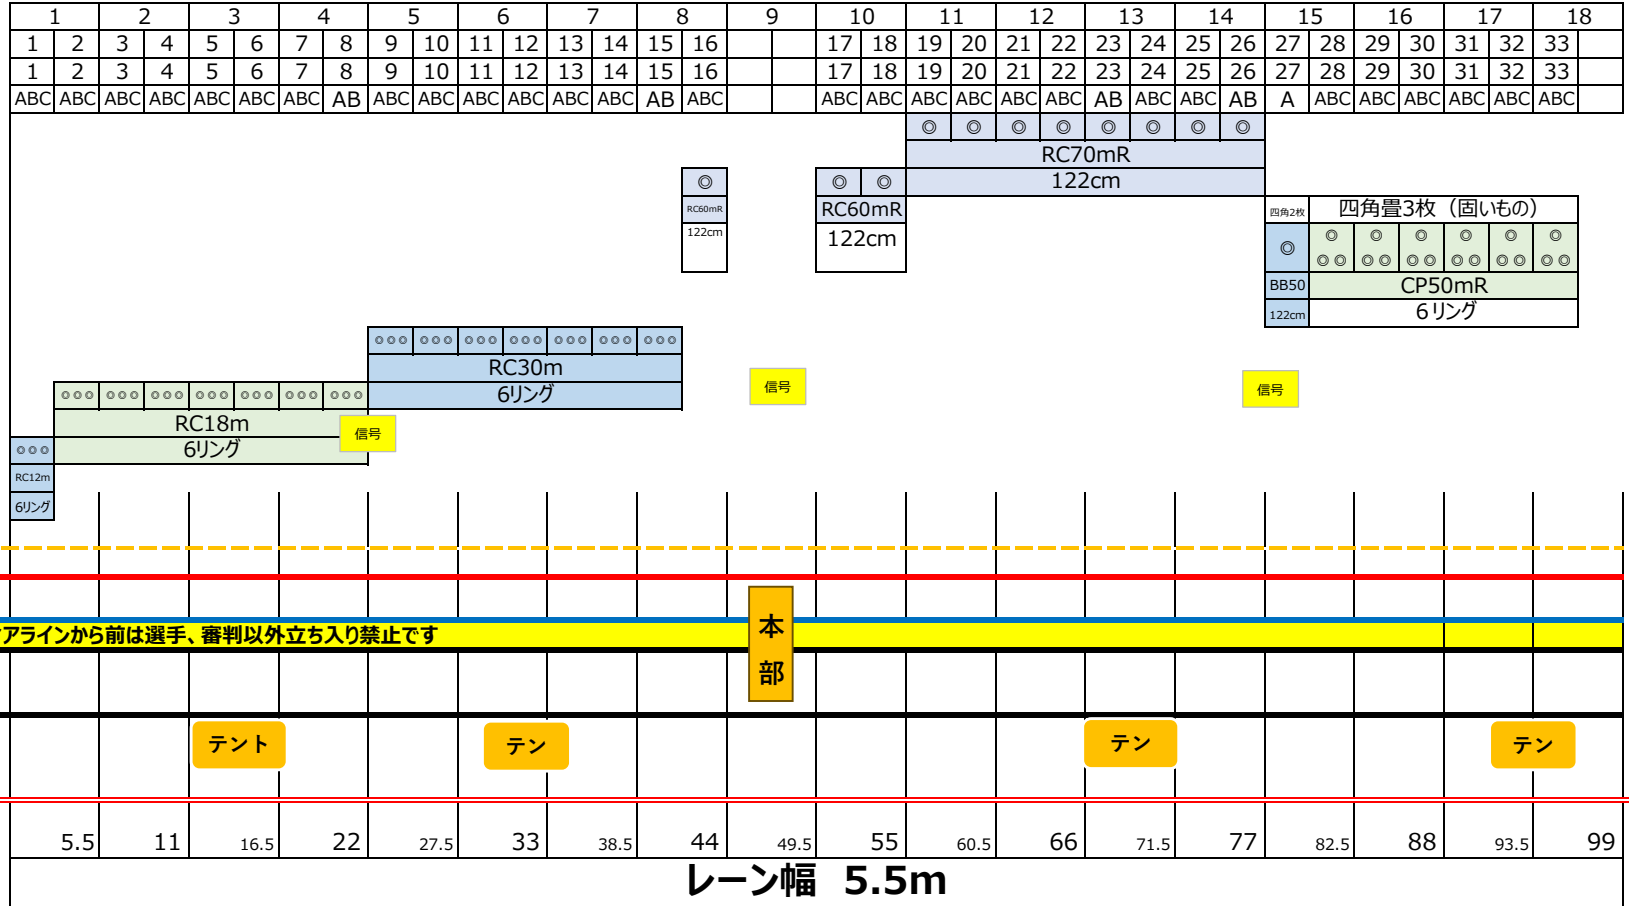 1 2 3 4 5 6 7 8 9 10 11 12 13 14 15 16 17 18
1 2 3 4 5 6 7 8 9 10 11 12 13 14 15 16 17 18 19 20 21 22 23 24 25 26 27 28 29 30 31 32 33
1 2 3 4 5 6 7 8 9 10 11 12 13 14 15 16 17 18 19 20 21 22 23 24 25 26 27 28 29 30 31 32 33
ABC ABC ABC ABC ABC ABC ABC AB ABC ABC ABC ABC ABC ABC AB ABC ABC ABC ABC ABC ABC ABC AB ABC ABC AB A ABC ABC ABC ABC ABC ABC
◎ ◎ ◎ ◎ ◎ ◎ ◎ ◎
RC70mR
122cm
◎
RC60mR
122cm
◎ ◎
RC60mR
122cm
四角2枚 四角畳3枚（固いもの）
◎ ◎ ◎ ◎ ◎ ◎ ◎
◎◎ ◎◎ ◎◎ ◎◎ ◎◎ ◎◎
BB50 CP50mR
122cm 6リング
◎◎◎ ◎◎◎ ◎◎◎ ◎◎◎ ◎◎◎ ◎◎◎ ◎◎◎
RC30m
6リング
信号
信号
◎◎◎ ◎◎◎ ◎◎◎ ◎◎◎ ◎◎◎ ◎◎◎ ◎◎◎
RC18m
6リング
信号
◎◎◎
RC12m
6リング
アラインから前は選手、審判以外立ち入り禁止です
本
部
テント テン テン テン
5.5 11 16.5 22 27.5 33 38.5 44 49.5 55 60.5 66 71.5 77 82.5 88 93.5 99
レーン幅 5.5m